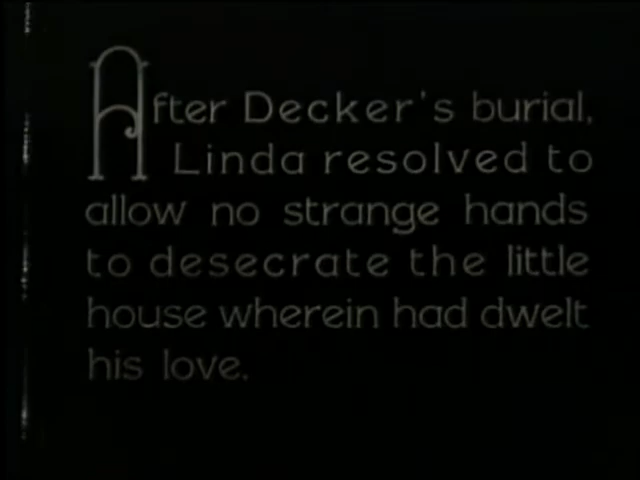 After Decker's burial,
Linda resolved to
allow no strange hands
to desecrate the little
house wherein had dwelt
his love.